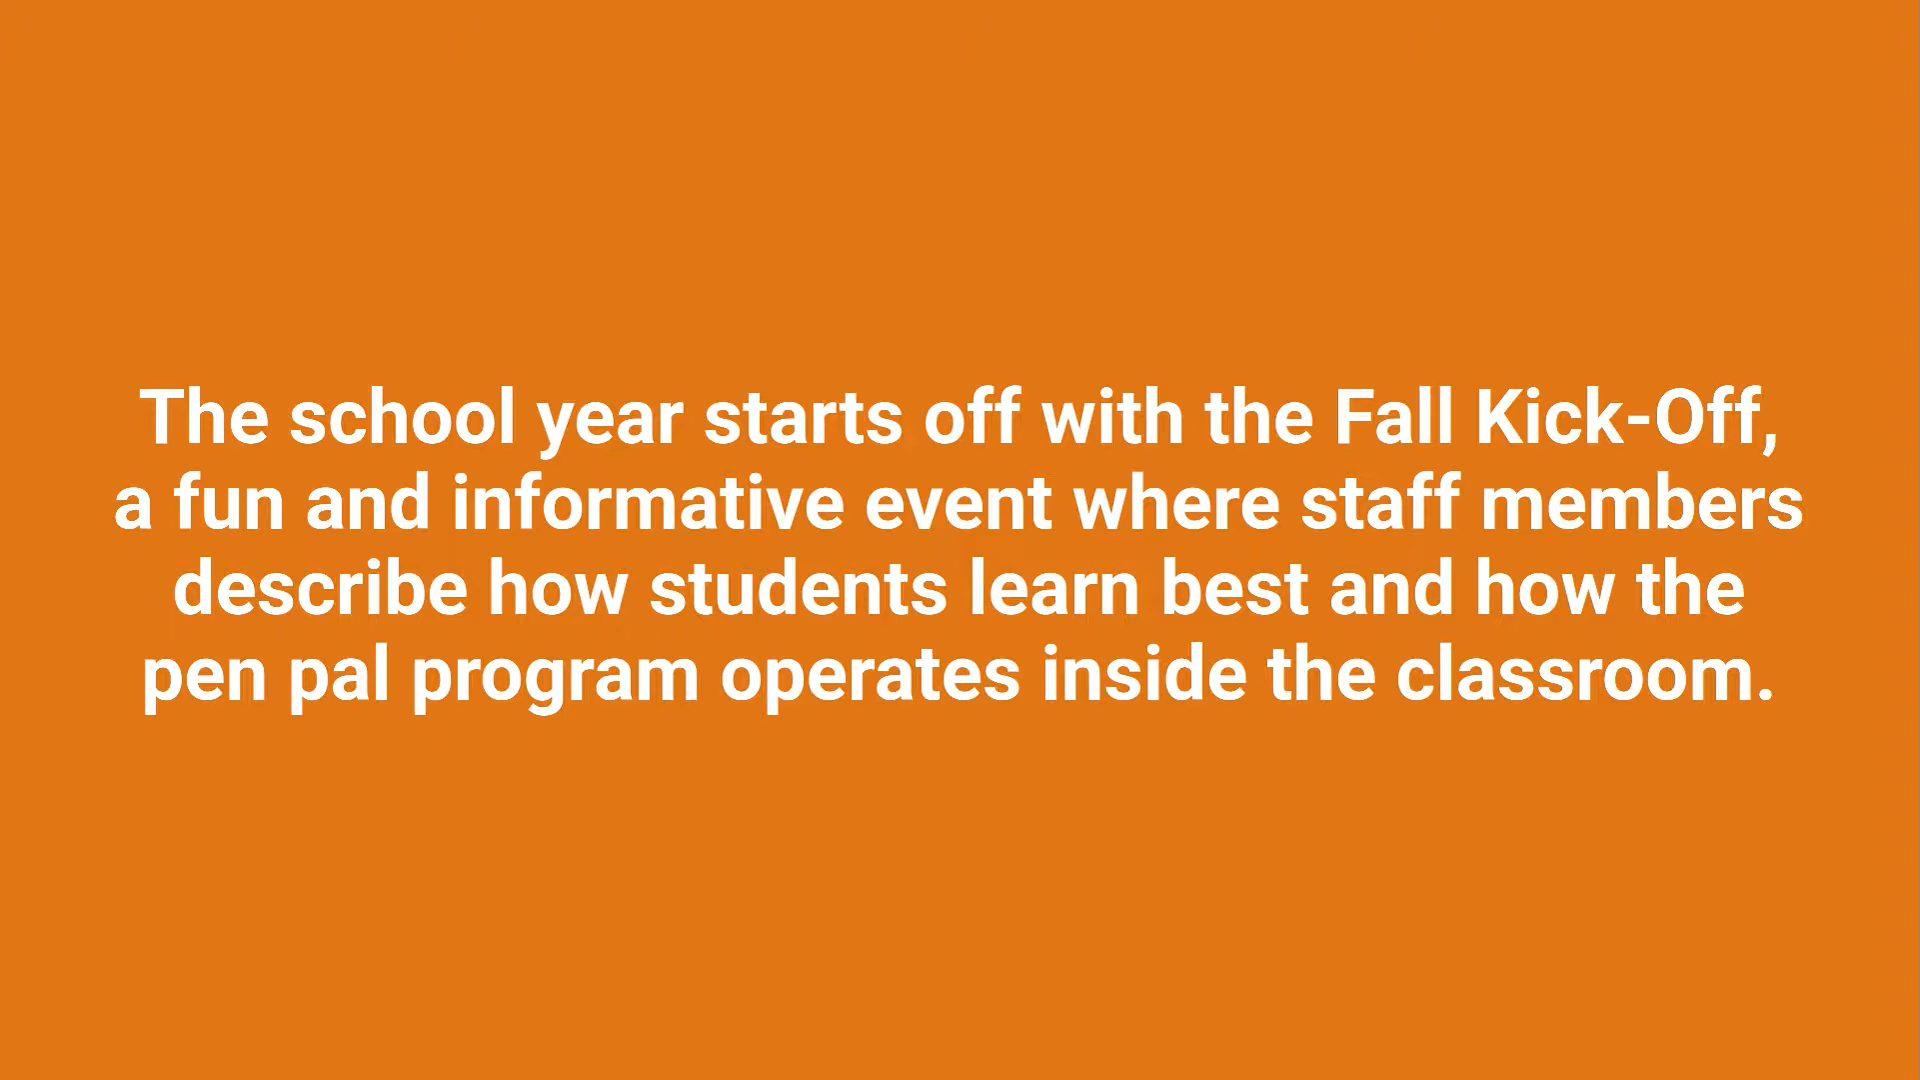 The school year starts off with the Fall Kick-Off,
a fun and informative event where staff members
describe how students learn best and how the
pen pal program operates inside the classroom.